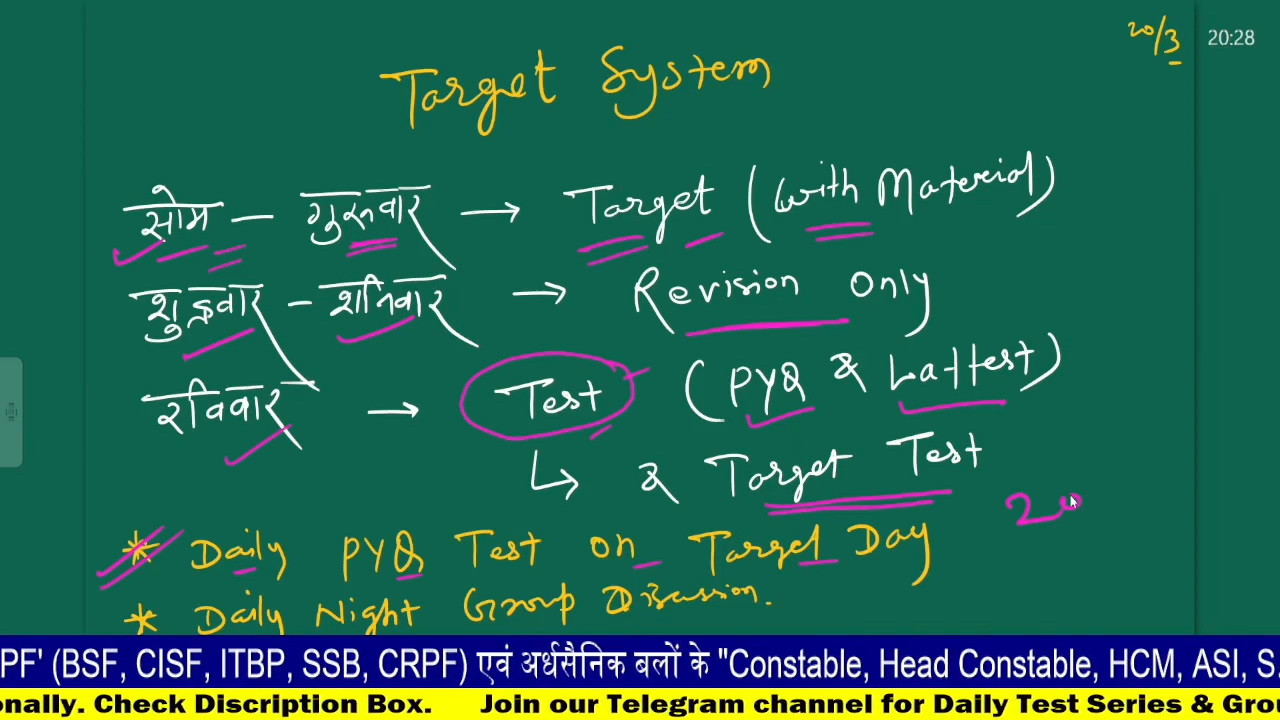 20/3 20:28
Target System
सोम - गुरुवार → Target (with Material)
शुक्रवार - शनिवार → Revision Only
रविवार → Test (PYQ & Lattest)
↳ & Target Test
20
* Daily PYQ Test on Target Day
* Daily Night Group Discussion.
PF' (BSF, CISF, ITBP, SSB, CRPF) एवं अर्धसैनिक बलों के "Constable, Head Constable, HCM, ASI, S.
onally. Check Discription Box. Join our Telegram channel for Daily Test Series & Gro